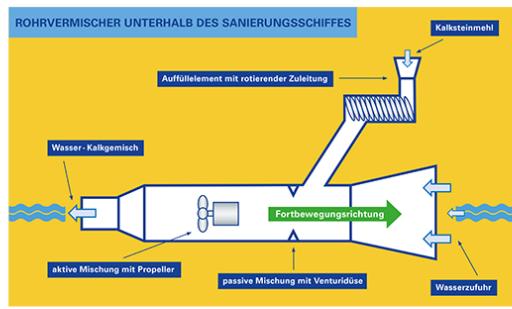 ROHRVERMISCHER UNTERHALB DES SANIERUNGSSCHIFFES
Kalksteinmehl
Auffüllelement mit rotierender Zuleitung
Wasser - Kalkgemisch
Fortbewegungsrichtung
aktive Mischung mit Propeller
passive Mischung mit Venturidüse
Wasserzufuhr